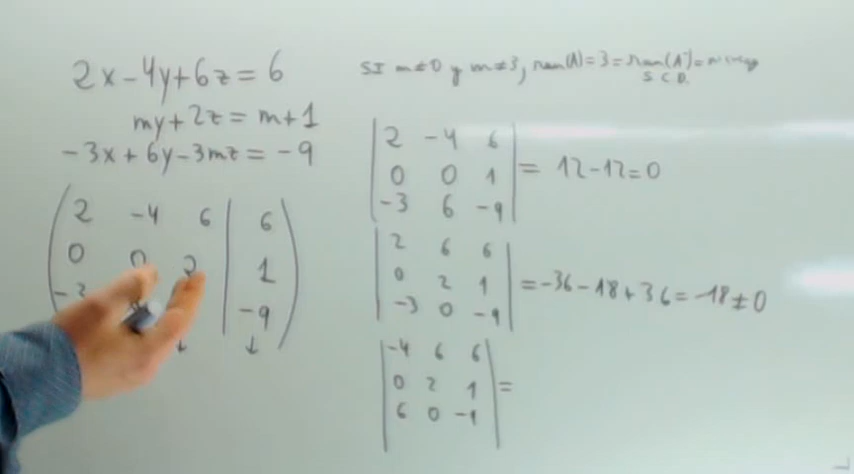 2x-4y+6z=6
my+2z=m+1
-3x+6y-3mz=-9
SI m≠0 y m≠3, ran(A)=3=ran(A')=
S C D.
2 -4 6 | 6
0 0 2 | 1
-3 | -9
↓ ↓
|2 -4 6|
|0 0 1| = 12-12=0
|-3 6 -9|
|2 6 6|
|0 2 1| = -36-18+36=-18≠0
|-3 0 -9|
|-4 6 6|
|0 2 1| =
|6 0 -9|